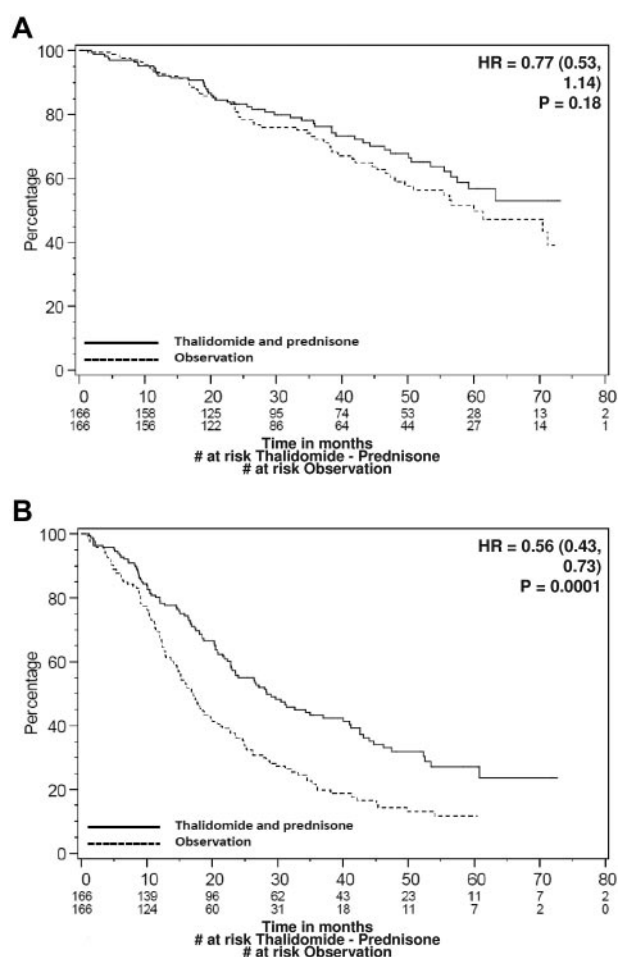 A
100
80
60
40
20
0
Percentage
HR = 0.77 (0.53,
1.14)
P = 0.18
Thalidomide and prednisone
Observation
0 10 20 30 40 50 60 70 80
166 158 125 95 74 53 28 13 2
166 156 122 86 64 44 27 14 1
Time in months
# at risk Thalidomide - Prednisone
# at risk Observation
B
100
80
60
40
20
0
Percentage
HR = 0.56 (0.43,
0.73)
P = 0.0001
Thalidomide and prednisone
Observation
0 10 20 30 40 50 60 70 80
166 139 96 62 43 23 11 7 2
166 124 60 31 18 11 7 2 0
Time in months
# at risk Thalidomide - Prednisone
# at risk Observation